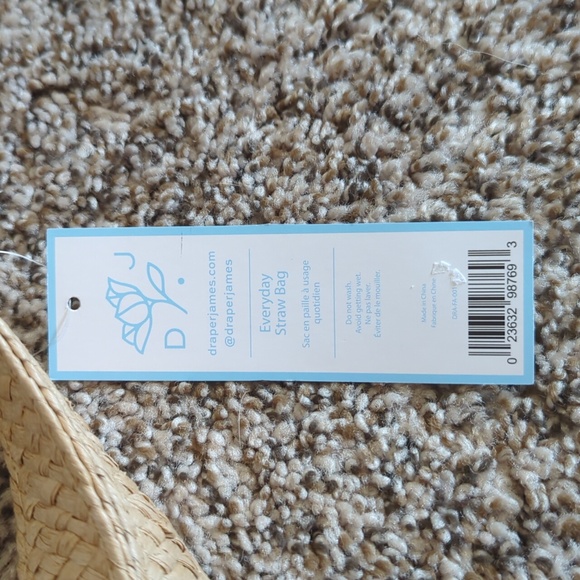 D J
draperjames.com
@draperjames
Everyday
Straw Bag
Sac en paille à usage
quotidien
Do not wash.
Avoid getting wet.
Ne pas laver.
Éviter de le mouiller.
Made in China
Fabriqué en Chine
0 23632 98769 3